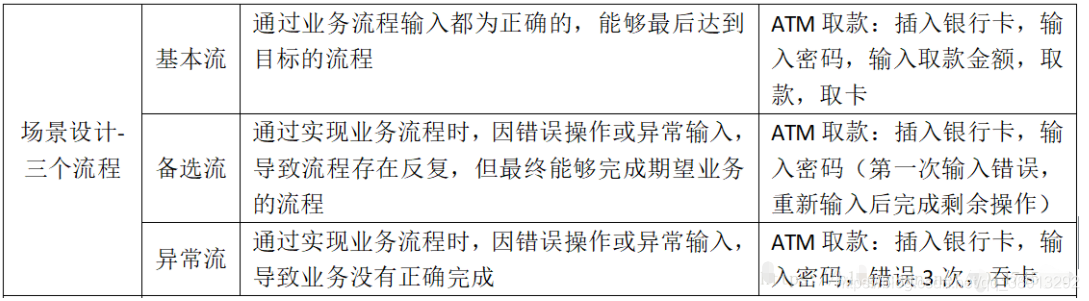 场景设计-
三个流程
基本流
通过业务流程输入都为正确的，能够最后达到
目标的流程
ATM 取款：插入银行卡，输
入密码，输入取款金额，取
款，取卡
备选流
通过实现业务流程时，因错误操作或异常输入，
导致流程存在反复，但最终能够完成期望业务
的流程
ATM 取款：插入银行卡，输
入密码（第一次输入错误，
重新输入后完成剩余操作）
异常流
通过实现业务流程时，因错误操作或异常输入，
导致业务没有正确完成
ATM 取款：插入银行卡，输
入密码，错误 3 次，吞卡